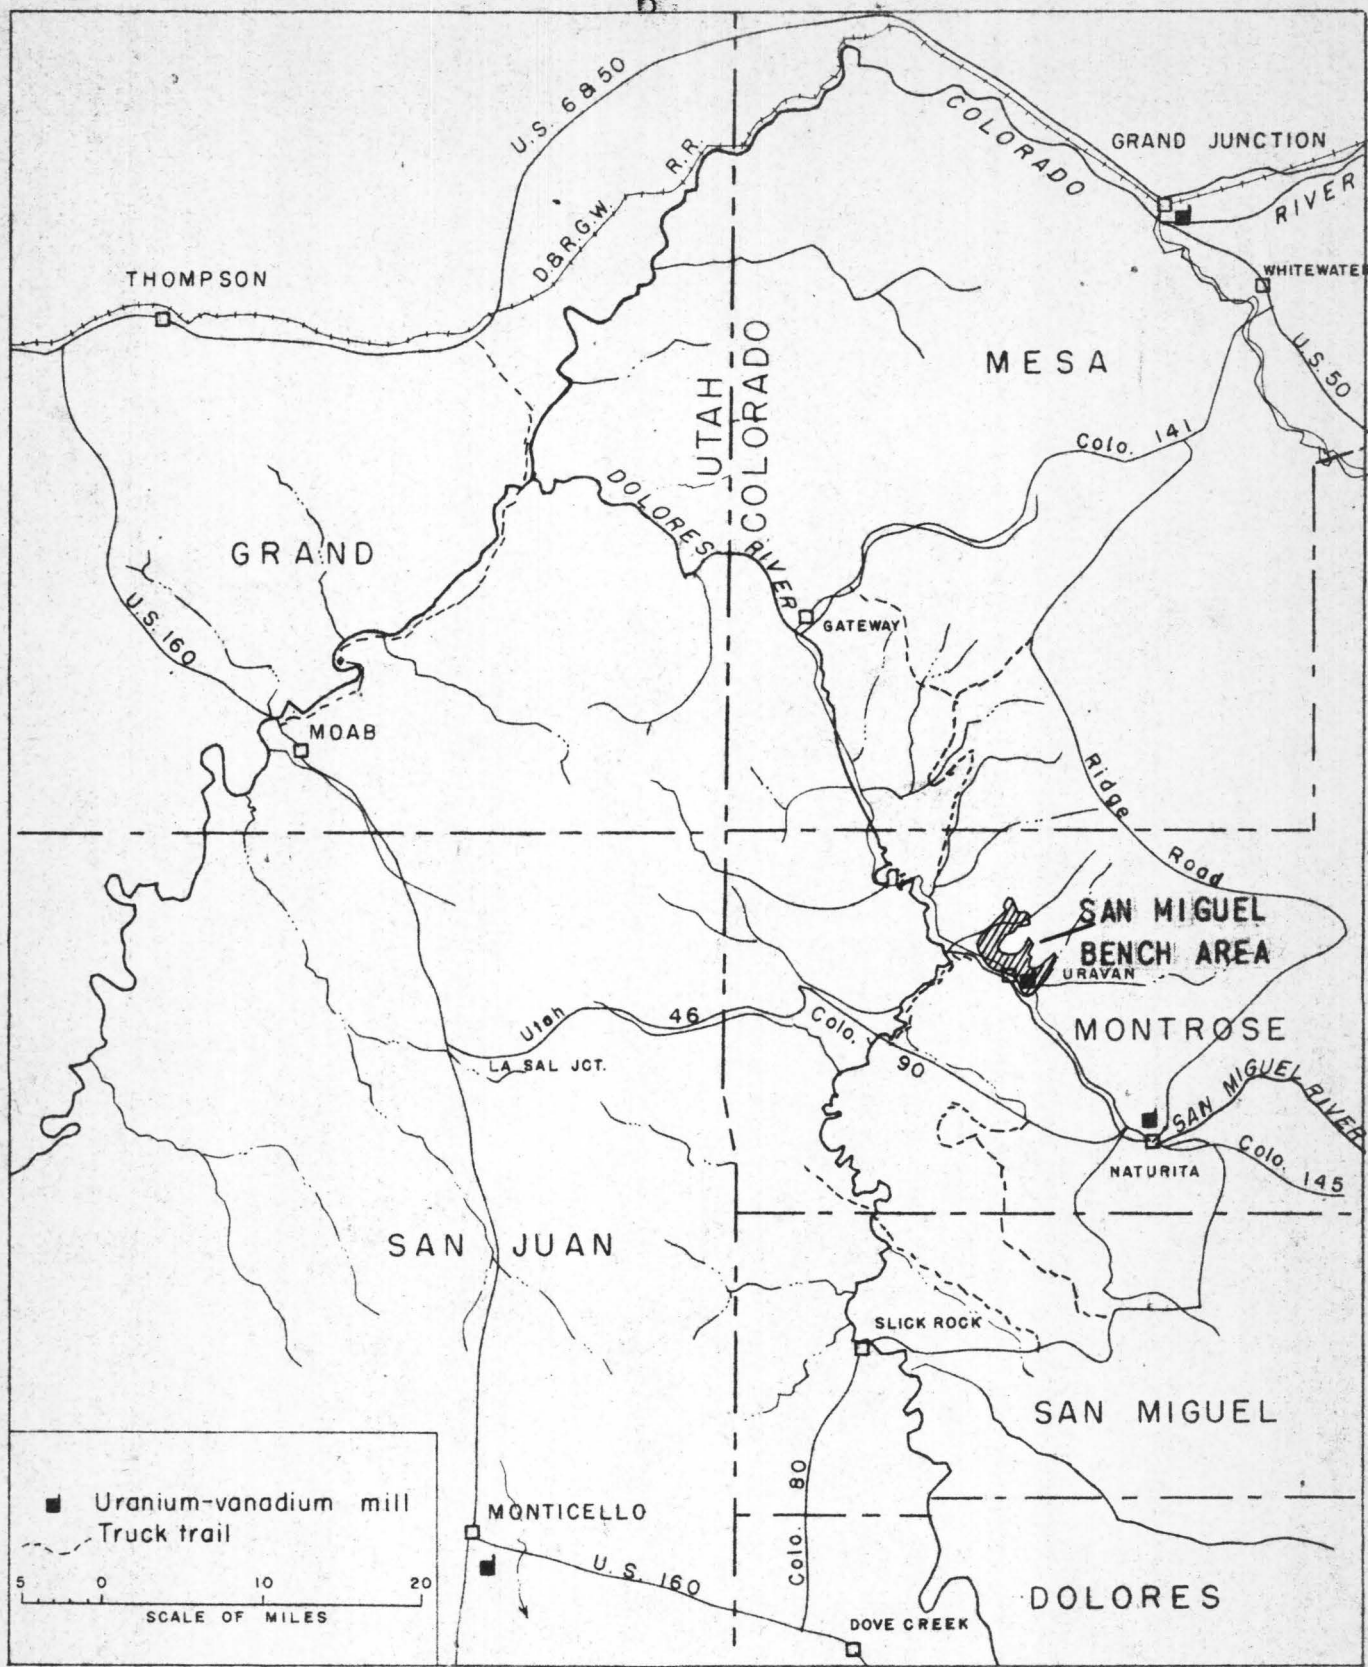 U.S. 6 & 50
D.&R.G.W. R.R.
COLORADO
RIVER
GRAND JUNCTION
WHITEWATER
U.S. 50
THOMPSON
MESA
UTAH
COLORADO
Colo. 141
DOLORES
RIVER
GRAND
U.S. 160
GATEWAY
MOAB
Ridge
Road
SAN MIGUEL
BENCH AREA
URAVAN
MONTROSE
Utah
46
Colo.
90
LA SAL JCT.
SAN MIGUEL RIVER
Colo. 145
NATURITA
SAN JUAN
SLICK ROCK
SAN MIGUEL
Colo. 80
MONTICELLO
U.S. 160
DOVE CREEK
DOLORES
Uranium-vanadium mill
Truck trail
5 0 10 20
SCALE OF MILES